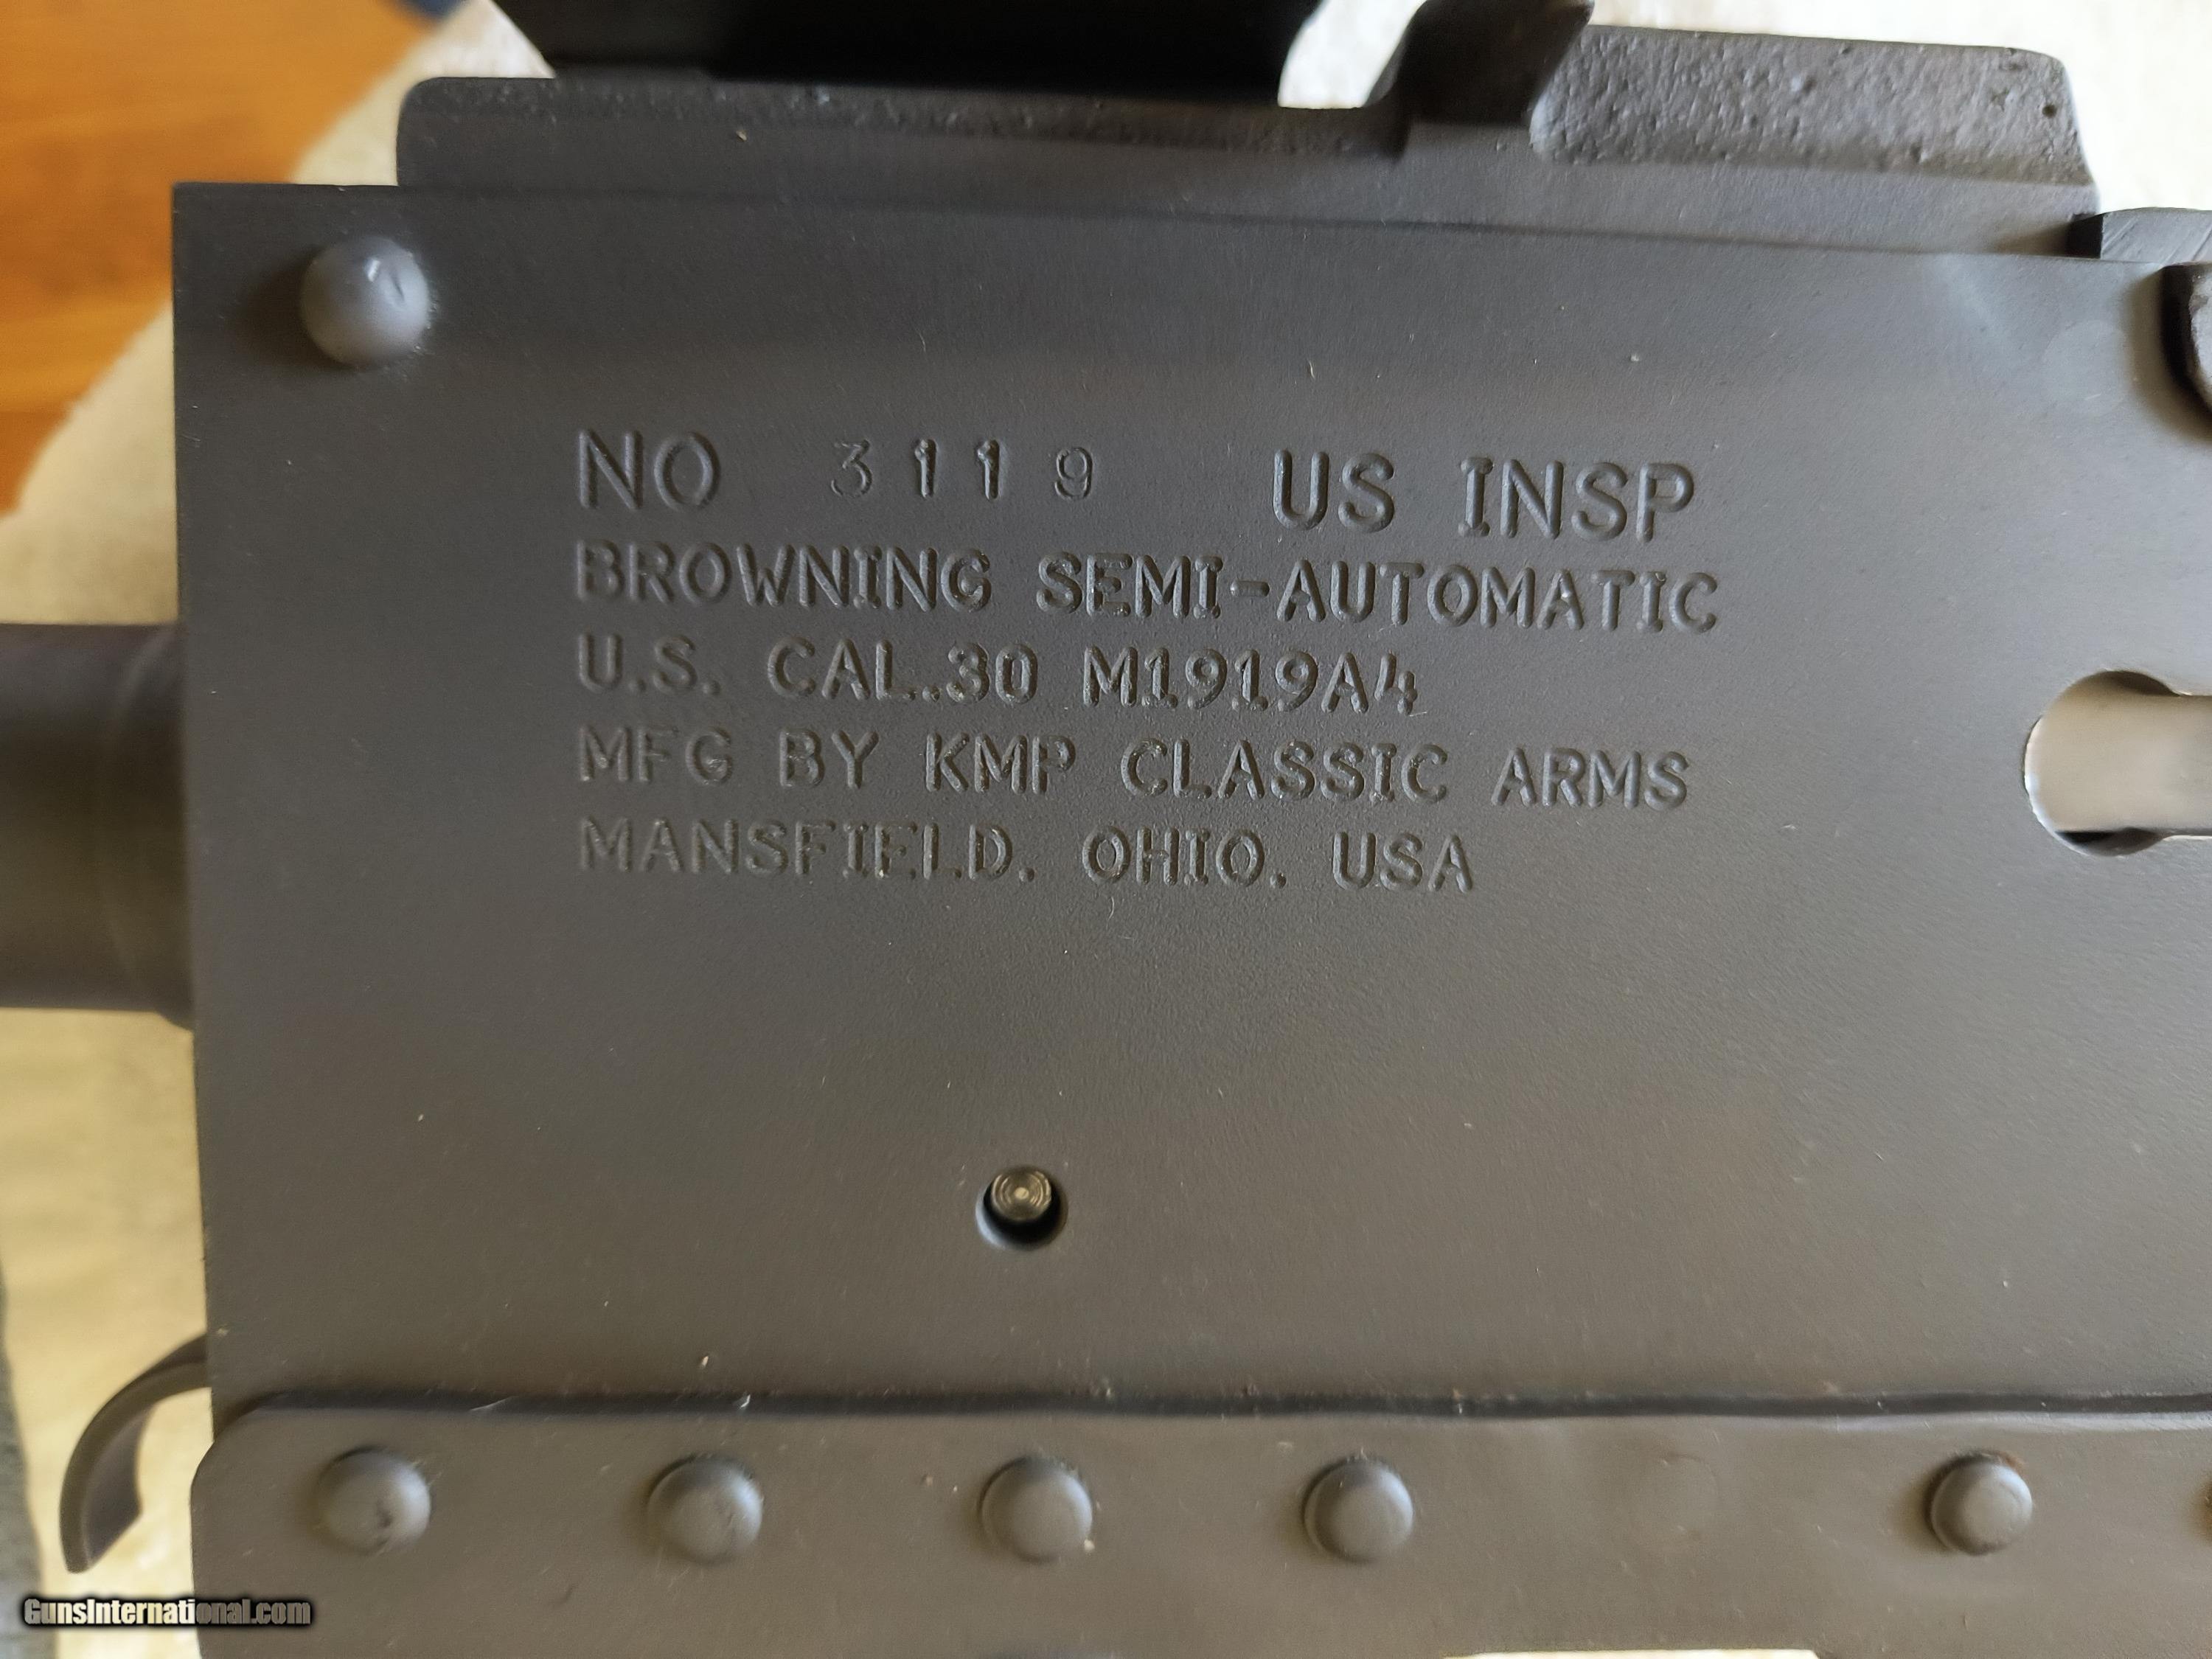 NO 3119 US INSP
BROWNING SEMI-AUTOMATIC
U.S. CAL..30 M1919A4
MFG BY KMP CLASSIC ARMS
MANSFIELD. OHIO. USA
GunsInternational.com